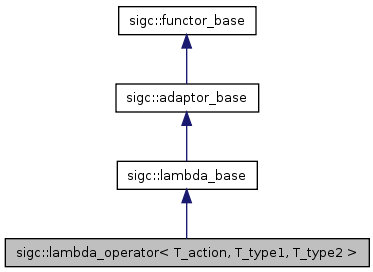 sigc::functor_base
sigc::adaptor_base
sigc::lambda_base
sigc::lambda_operator< T_action, T_type1, T_type2 >